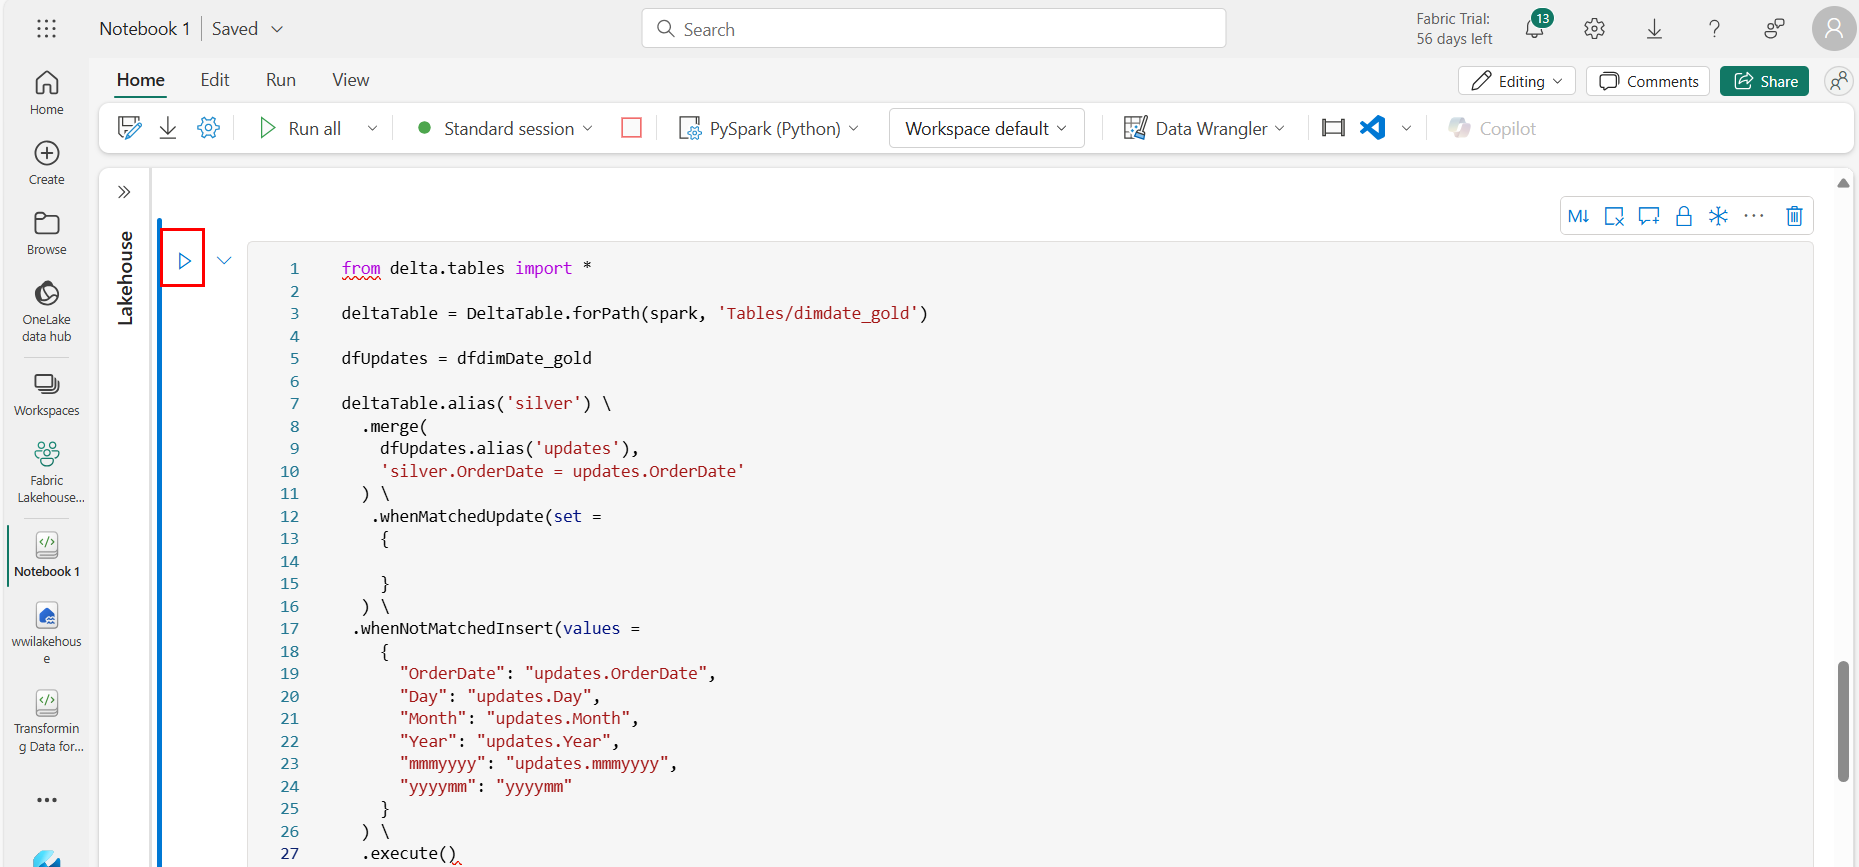 Notebook 1 Saved
Search
Fabric Trial:
56 days left
13
Home
Edit
Run
View
Editing
Comments
Share
Run all
Standard session
PySpark (Python)
Workspace default
Data Wrangler
Copilot
Home
Create
Browse
OneLake
data hub
Workspaces
Fabric
Lakehouse...
Notebook 1
wwilakehous
e
Transformin
g Data for...
Lakehouse
M↓
1 from delta.tables import *
2
3 deltaTable = DeltaTable.forPath(spark, 'Tables/dimdate_gold')
4
5 dfUpdates = dfdimDate_gold
6
7 deltaTable.alias('silver') \
8 .merge(
9 dfUpdates.alias('updates'),
10 'silver.OrderDate = updates.OrderDate'
11 ) \
12 .whenMatchedUpdate(set =
13 {
14
15 }
16 ) \
17 .whenNotMatchedInsert(values =
18 {
19 "OrderDate": "updates.OrderDate",
20 "Day": "updates.Day",
21 "Month": "updates.Month",
22 "Year": "updates.Year",
23 "mmmyyyy": "updates.mmmyyyy",
24 "yyyymm": "yyyymm"
25 }
26 ) \
27 .execute()